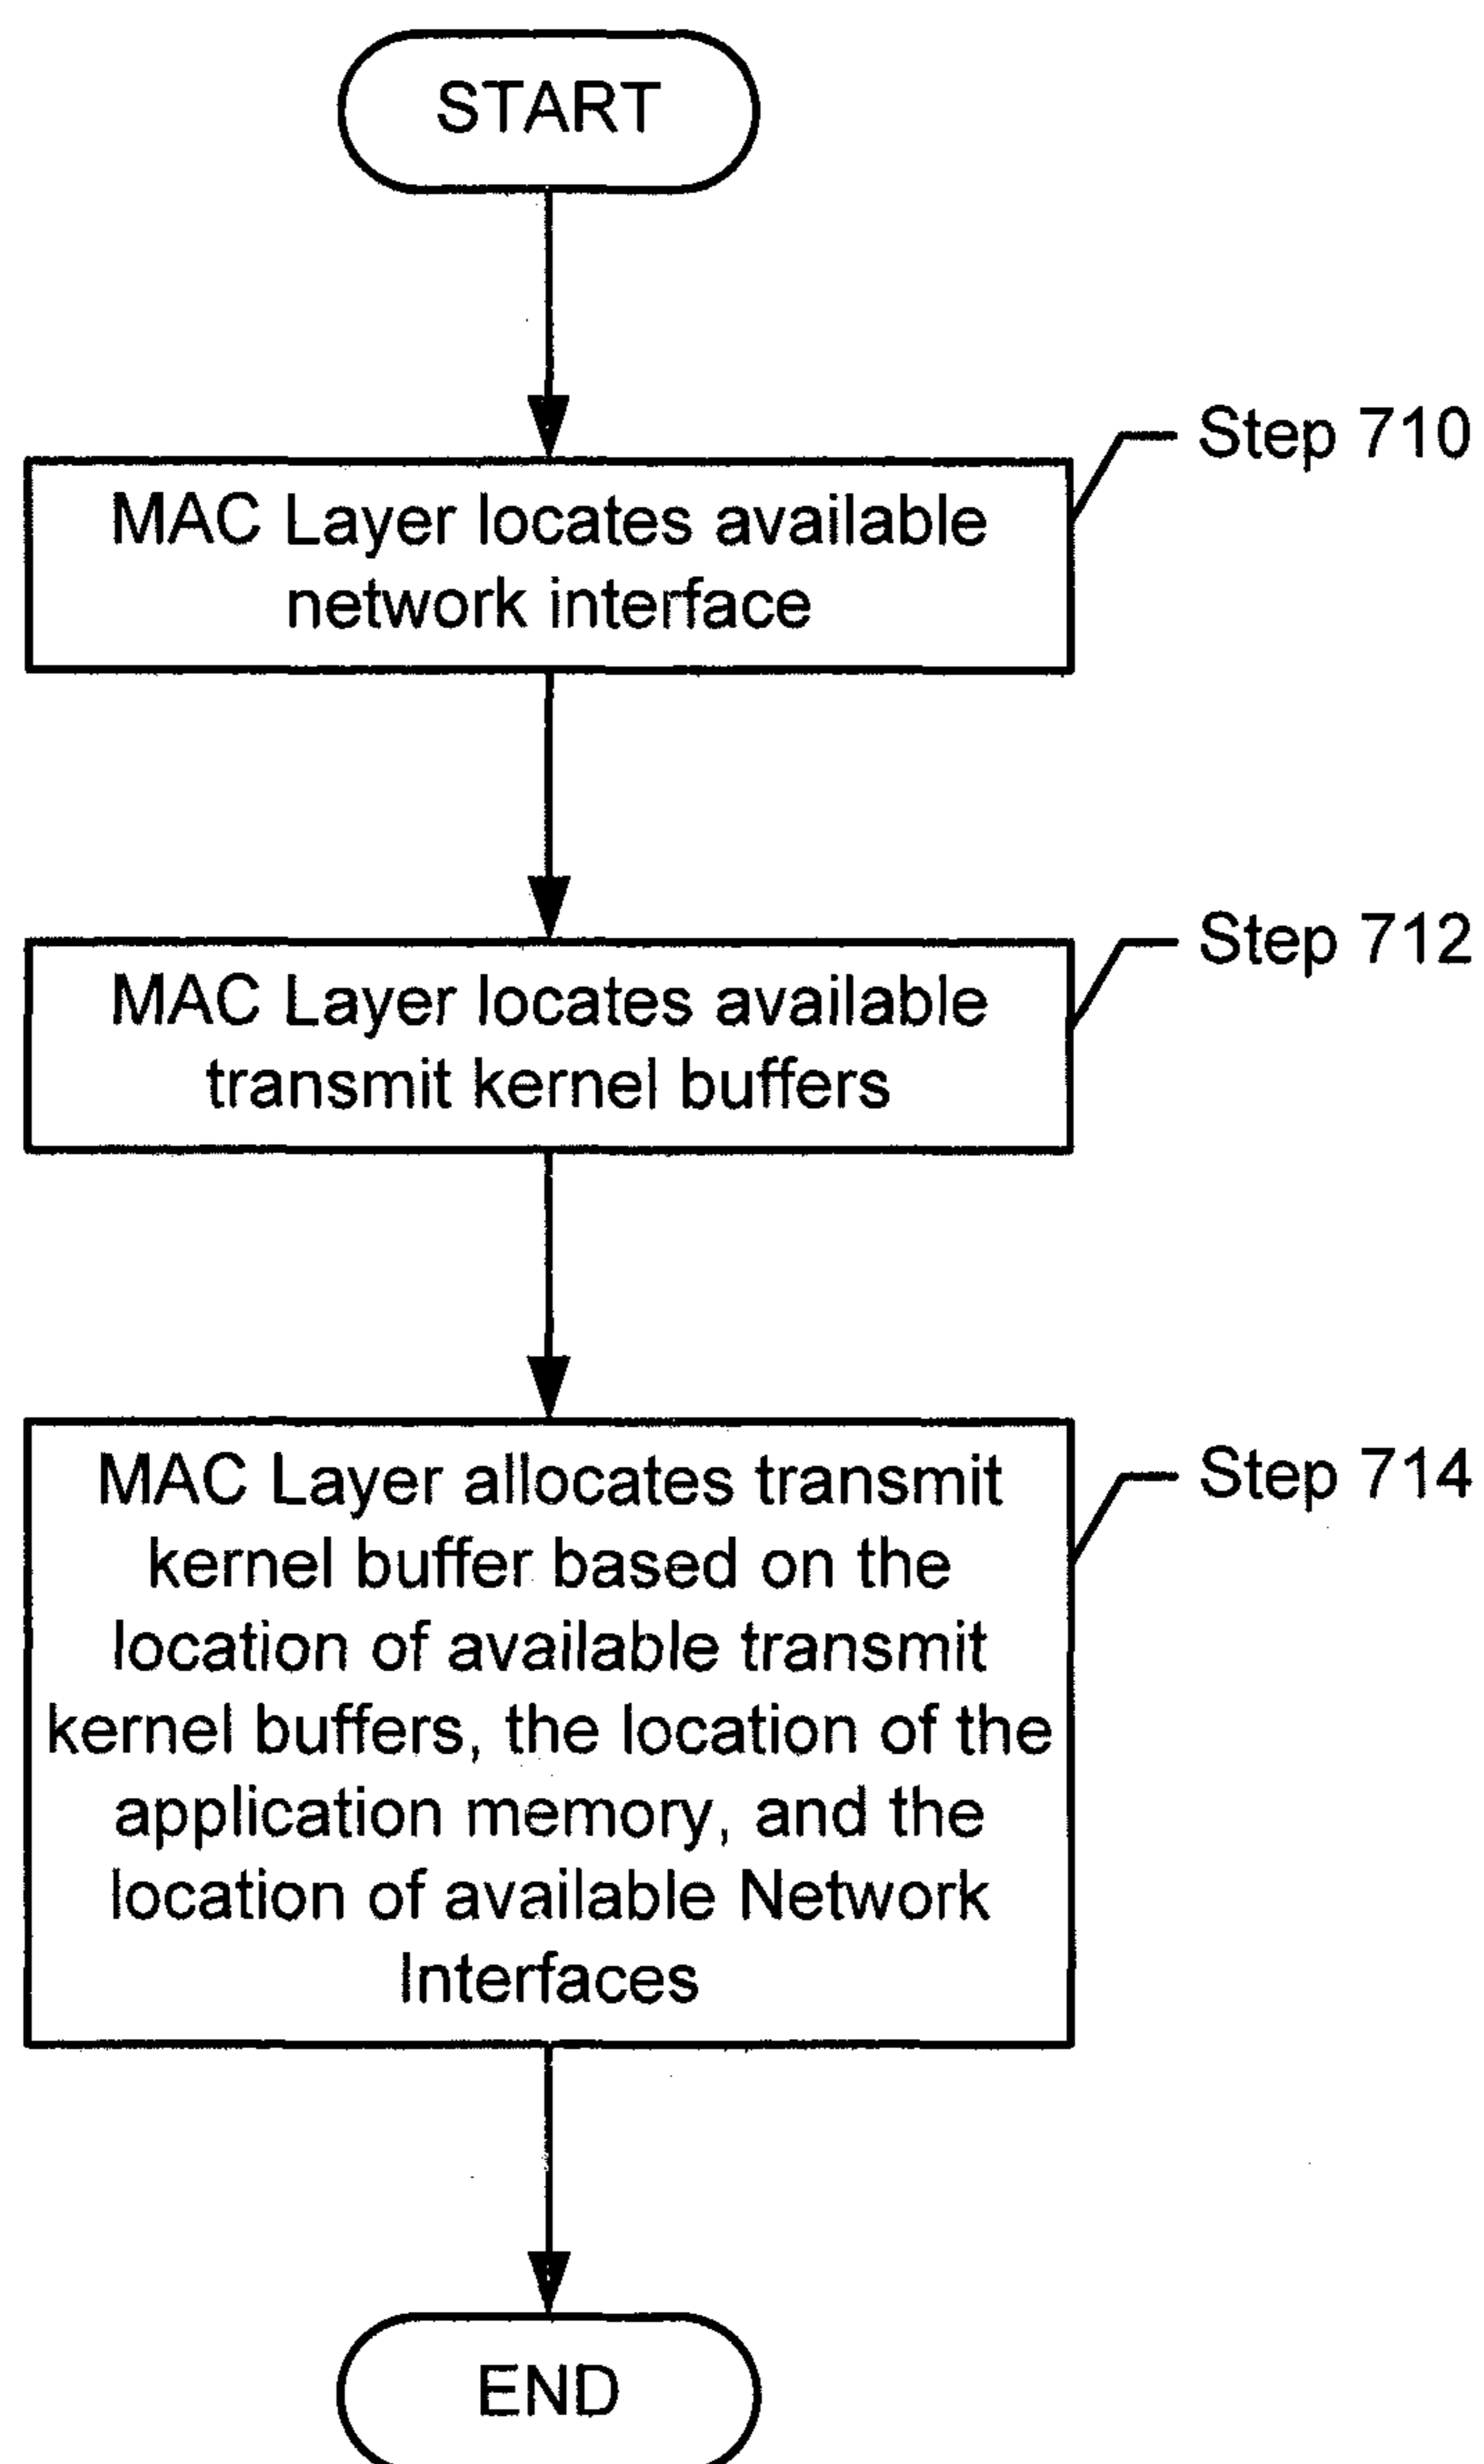 START
Step 710
MAC Layer locates available
network interface
Step 712
MAC Layer locates available
transmit kernel buffers
Step 714
MAC Layer allocates transmit
kernel buffer based on the
location of available transmit
kernel buffers, the location of the
application memory, and the
location of available Network
Interfaces
END